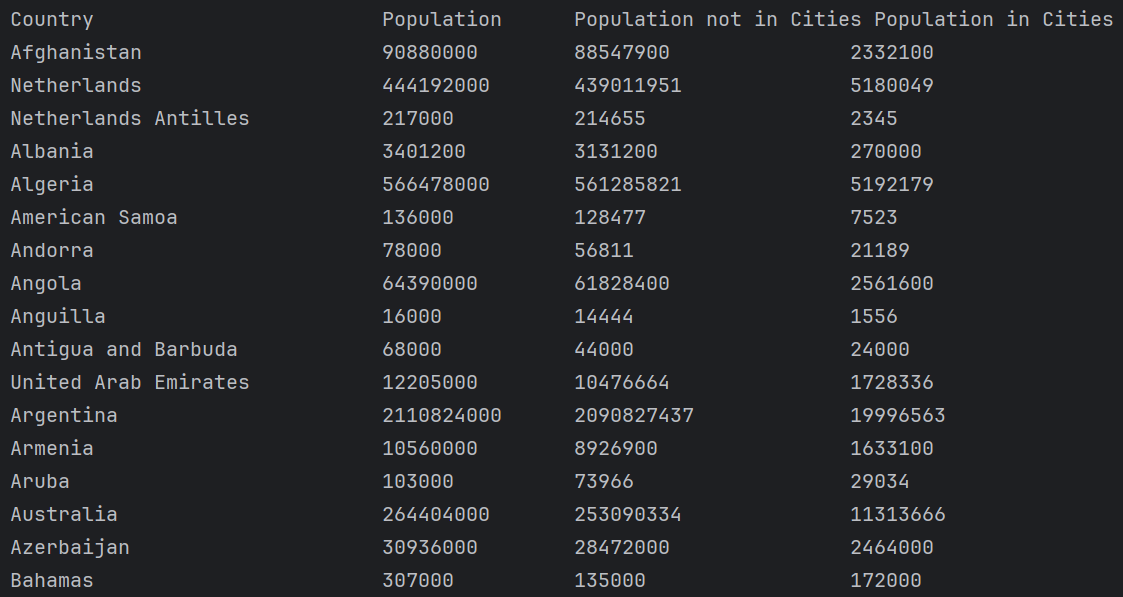 Country Population Population not in Cities Population in Cities
Afghanistan 90880000 88547900 2332100
Netherlands 444192000 439011951 5180049
Netherlands Antilles 217000 214655 2345
Albania 3401200 3131200 270000
Algeria 566478000 561285821 5192179
American Samoa 136000 128477 7523
Andorra 78000 56811 21189
Angola 64390000 61828400 2561600
Anguilla 16000 14444 1556
Antigua and Barbuda 68000 44000 24000
United Arab Emirates 12205000 10476664 1728336
Argentina 2110824000 2090827437 19996563
Armenia 10560000 8926900 1633100
Aruba 103000 73966 29034
Australia 264404000 253090334 11313666
Azerbaijan 30936000 28472000 2464000
Bahamas 307000 135000 172000